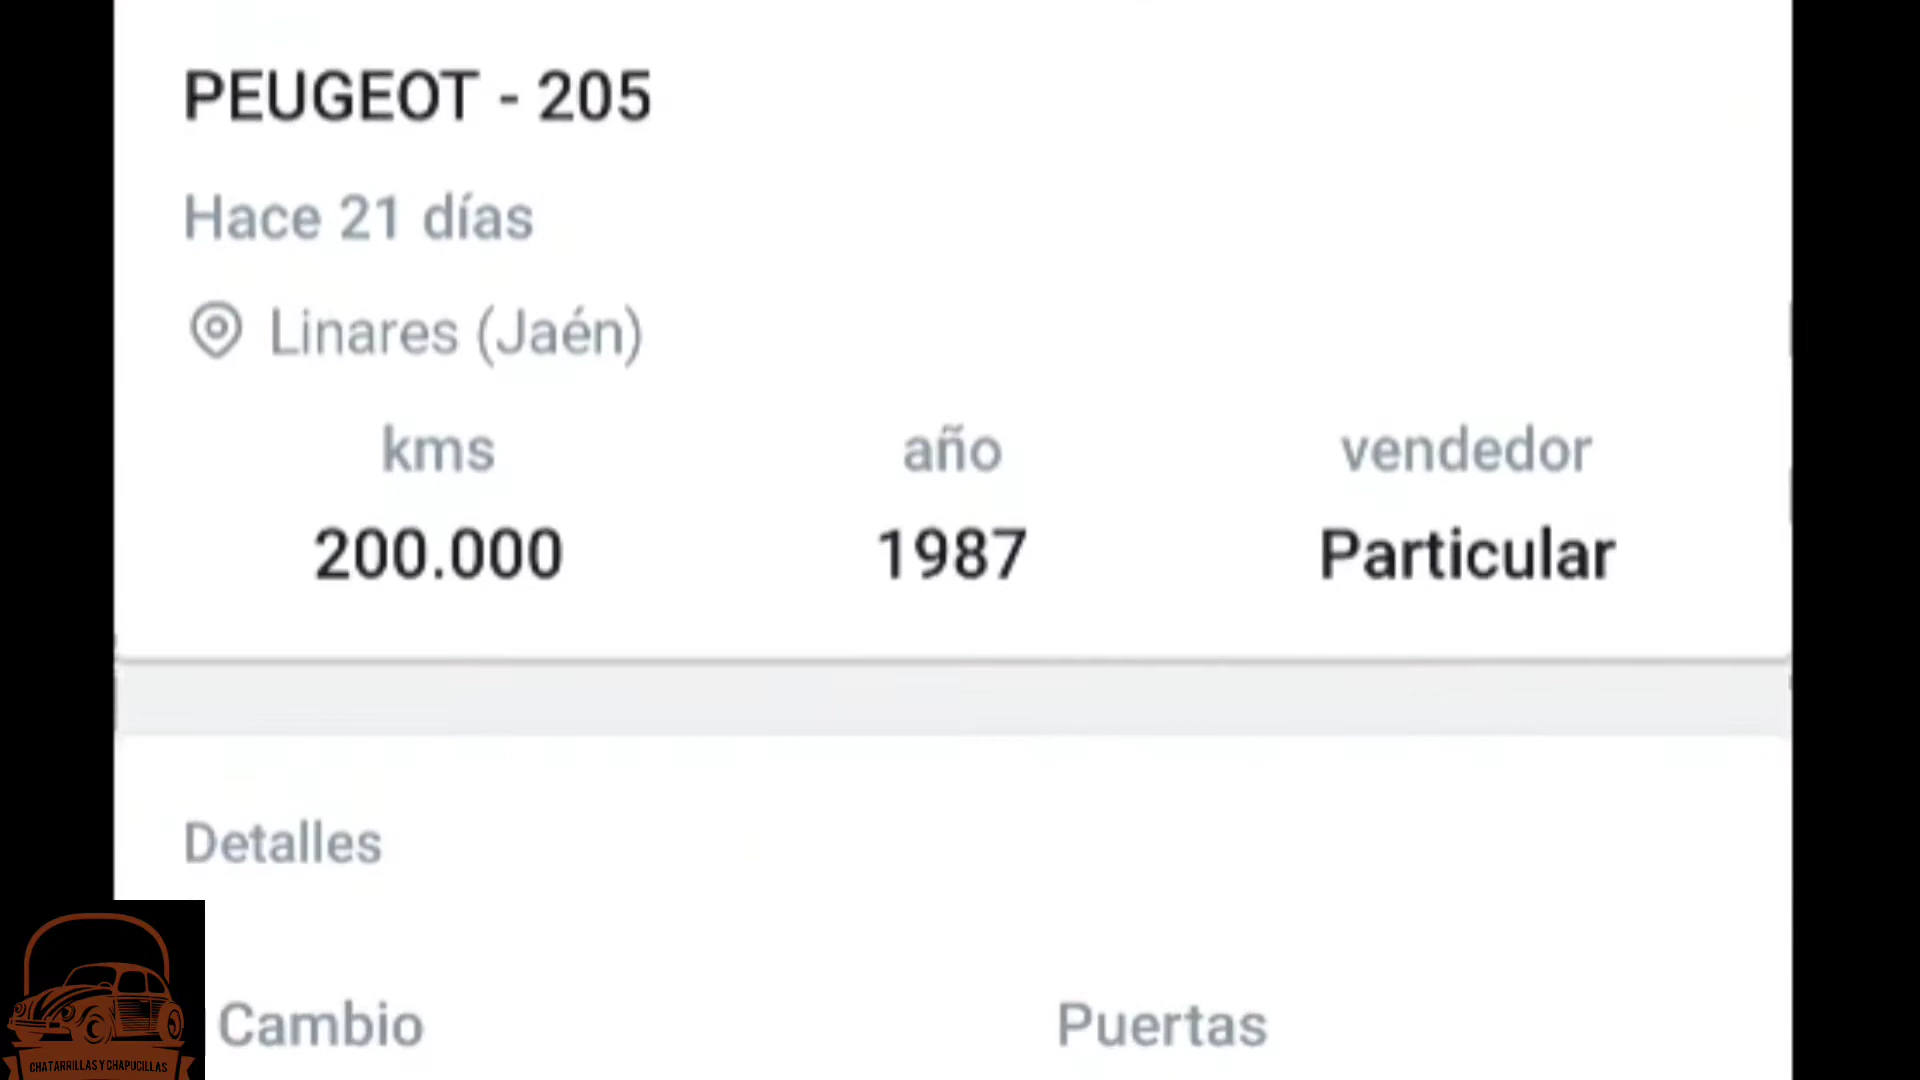 PEUGEOT - 205
Hace 21 días
Linares (Jaén)
kms año vendedor
200.000 1987 Particular
Detalles
Cambio Puertas
CHATARRILLAS Y CHAPUCILLAS